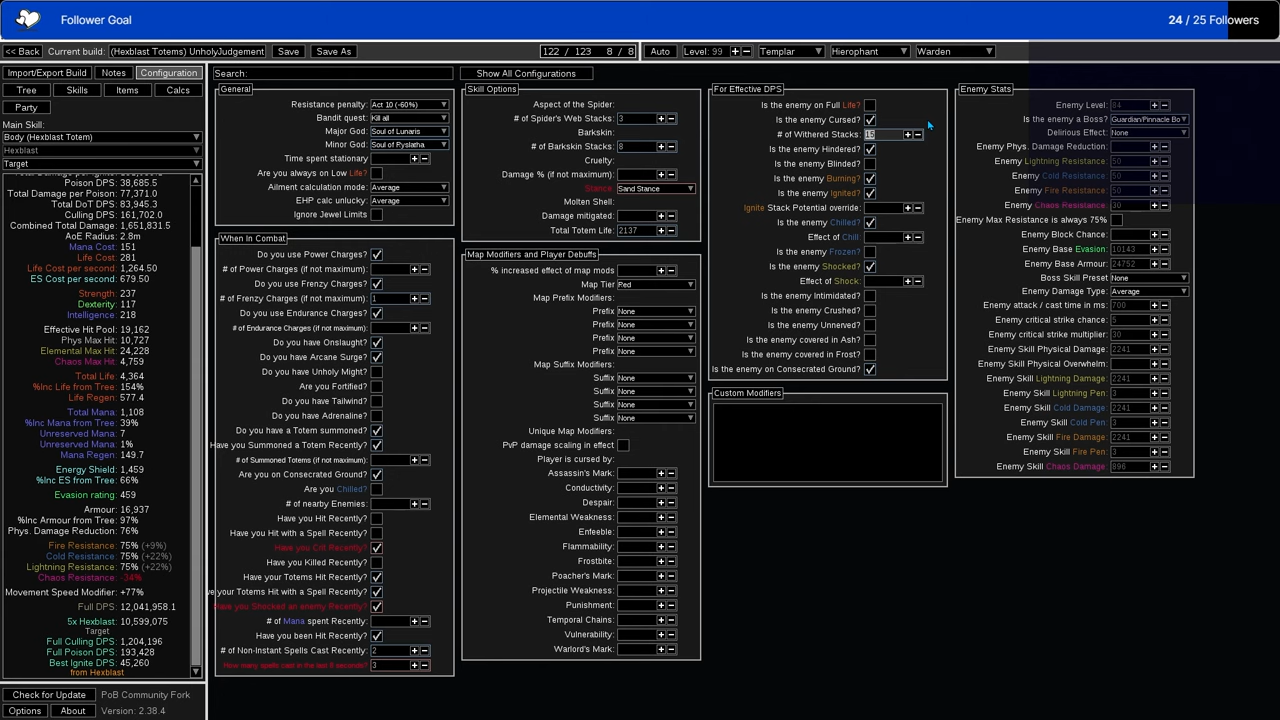 Follower Goal
24 / 25 Followers
<< Back
Current build:
(Hexblast Totems) UnholyJudgement
Save
Save As
122 / 123 8 / 8
Auto
Level: 99
+
−
Templar
Hierophant
Warden
Import/Export Build
Notes
Configuration
Tree
Skills
Items
Calcs
Party
Main Skill:
Body (Hexblast Totem)
Hexblast
Target
Poison DPS: 38,685.5
Total Damage per Poison: 77,371.0
Total DoT DPS: 83,945.3
Culling DPS: 161,702.0
Combined Total Damage: 1,651,831.5
AoE Radius: 2.8m
Mana Cost: 151
Life Cost: 281
Life Cost per second: 1,264.50
ES Cost per second: 679.50
Strength: 237
Dexterity: 117
Intelligence: 218
Effective Hit Pool: 19,162
Phys Max Hit: 10,727
Elemental Max Hit: 24,228
Chaos Max Hit: 4,759
Total Life: 4,364
%Inc Life from Tree: 154%
Life Regen: 577.4
Total Mana: 1,108
%Inc Mana from Tree: 39%
Unreserved Mana: 7
Unreserved Mana: 1%
Mana Regen: 149.7
Energy Shield: 1,459
%Inc ES from Tree: 66%
Evasion rating: 459
Armour: 16,937
%Inc Armour from Tree: 97%
Phys. Damage Reduction: 76%
Fire Resistance: 75% (+9%)
Cold Resistance: 75% (+22%)
Lightning Resistance: 75% (+22%)
Chaos Resistance: -34%
Movement Speed Modifier: +77%
Full DPS: 12,041,958.1
5x Hexblast: 10,599,075
Target
Full Culling DPS: 1,204,196
Full Poison DPS: 193,428
Best Ignite DPS: 45,260
from Hexblast
Check for Update
PoB Community Fork
Options
About
Version: 2.38.4
Search:
Show All Configurations
General
Resistance penalty: Act 10 (-60%)
Bandit quest: Kill all
Major God: Soul of Lunaris
Minor God: Soul of Ryslatha
Time spent stationary
Are you always on Low Life?
Ailment calculation mode: Average
EHP calc unlucky: Average
Ignore Jewel Limits
When In Combat
Do you use Power Charges?
# of Power Charges (if not maximum):
Do you use Frenzy Charges?
# of Frenzy Charges (if not maximum): 1
Do you use Endurance Charges?
# of Endurance Charges (if not maximum):
Do you have Onslaught?
Do you have Arcane Surge?
Do you have Unholy Might?
Are you Fortified?
Do you have Tailwind?
Do you have Adrenaline?
Do you have a Totem summoned?
Have you Summoned a Totem Recently?
# of Summoned Totems (if not maximum):
Are you on Consecrated Ground?
Are you Chilled?
# of nearby Enemies:
Have you Hit Recently?
Have you Hit with a Spell Recently?
Have you Crit Recently?
Have you Killed Recently?
Have your Totems Hit Recently?
e your Totems Hit with a Spell Recently?
Have you Shocked an enemy Recently?
# of Mana spent Recently:
Have you been Hit Recently?
# of Non-Instant Spells Cast Recently: 2
How many spells cast in the last 8 seconds? 3
Skill Options
Aspect of the Spider:
# of Spider's Web Stacks: 3
Barkskin:
# of Barkskin Stacks: 8
Cruelty:
Damage % (if not maximum):
Stance: Sand Stance
Molten Shell:
Damage mitigated:
Total Totem Life: 2137
Map Modifiers and Player Debuffs
% increased effect of map mods
Map Tier Red
Map Prefix Modifiers:
Prefix None
Prefix None
Prefix None
Prefix None
Map Suffix Modifiers:
Suffix None
Suffix None
Suffix None
Suffix None
Unique Map Modifiers:
PvP damage scaling in effect
Player is cursed by:
Assassin's Mark:
Conductivity:
Despair:
Elemental Weakness:
Enfeeble:
Flammability:
Frostbite:
Poacher's Mark:
Projectile Weakness:
Punishment:
Temporal Chains:
Vulnerability:
Warlord's Mark:
For Effective DPS
Is the enemy on Full Life?
Is the enemy Cursed?
# of Withered Stacks: 15
Is the enemy Hindered?
Is the enemy Blinded?
Is the enemy Burning?
Is the enemy Ignited?
Ignite Stack Potential override:
Is the enemy Chilled?
Effect of Chill:
Is the enemy Frozen?
Is the enemy Shocked?
Effect of Shock:
Is the enemy Intimidated?
Is the enemy Crushed?
Is the enemy Unnerved?
Is the enemy covered in Ash?
Is the enemy covered in Frost?
Is the enemy on Consecrated Ground?
Custom Modifiers
Enemy Stats
Enemy Level: 84
Is the enemy a Boss? Guardian/Pinnacle Bo
Delirious Effect: None
Enemy Phys. Damage Reduction:
Enemy Lightning Resistance: 50
Enemy Cold Resistance: 50
Enemy Fire Resistance: 50
Enemy Chaos Resistance: 30
Enemy Max Resistance is always 75%
Enemy Block Chance:
Enemy Base Evasion: 10143
Enemy Base Armour: 24752
Boss Skill Preset None
Enemy Damage Type: Average
Enemy attack / cast time in ms: 700
Enemy critical strike chance: 5
Enemy critical strike multiplier: 30
Enemy Skill Physical Damage: 2241
Enemy Skill Physical Overwhelm:
Enemy Skill Lightning Damage: 2241
Enemy Skill Lightning Pen: 3
Enemy Skill Cold Damage: 2241
Enemy Skill Cold Pen: 3
Enemy Skill Fire Damage: 2241
Enemy Skill Fire Pen: 3
Enemy Skill Chaos Damage: 896